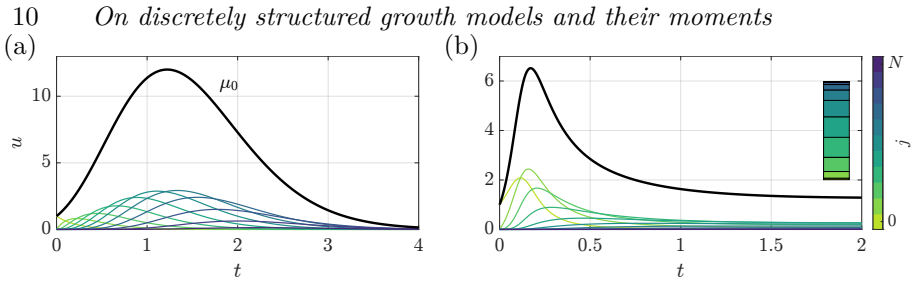 10 On discretely structured growth models and their moments
(a)
(b)
10
5
0
u
μ₀
0 1 2 3 4
t
6
4
2
0
0 0.5 1 1.5 2
t
N
j
0